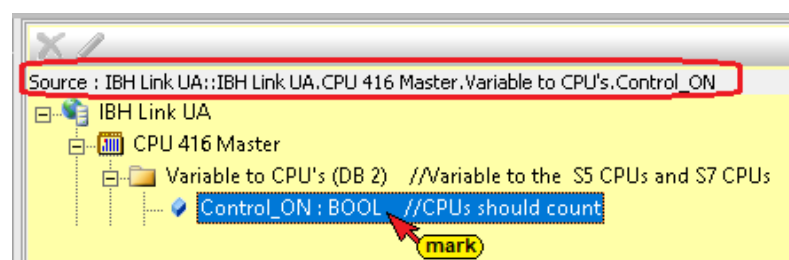 Source : IBH Link UA::IBH Link UA.CPU 416 Master.Variable to CPU's.Control_ON
IBH Link UA
CPU 416 Master
Variable to CPU's (DB 2) //Variable to the S5 CPUs and S7 CPUs
Control_ON : BOOL //CPUs should count
mark